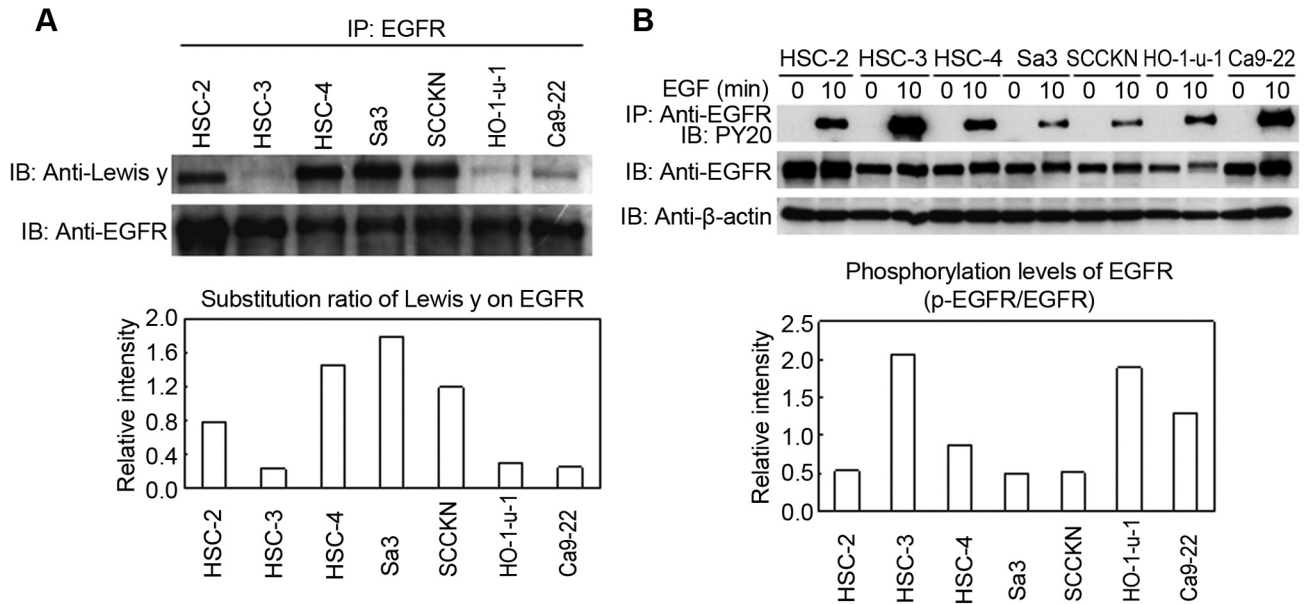 A
IP: EGFR
HSC-2 HSC-3 HSC-4 Sa3 SCCKN HO-1-u-1 Ca9-22
IB: Anti-Lewis y
IB: Anti-EGFR
Substitution ratio of Lewis y on EGFR
Relative intensity
2.0
1.6
1.2
0.8
0.4
0.0
HSC-2 HSC-3 HSC-4 Sa3 SCCKN HO-1-u-1 Ca9-22
B
HSC-2 HSC-3 HSC-4 Sa3 SCCKN HO-1-u-1 Ca9-22
EGF (min) 0 10 0 10 0 10 0 10 0 10 0 10 0 10
IP: Anti-EGFR
IB: PY20
IB: Anti-EGFR
IB: Anti-β-actin
Phosphorylation levels of EGFR
(p-EGFR/EGFR)
Relative intensity
2.5
2.0
1.5
1.0
0.5
0.0
HSC-2 HSC-3 HSC-4 Sa3 SCCKN HO-1-u-1 Ca9-22